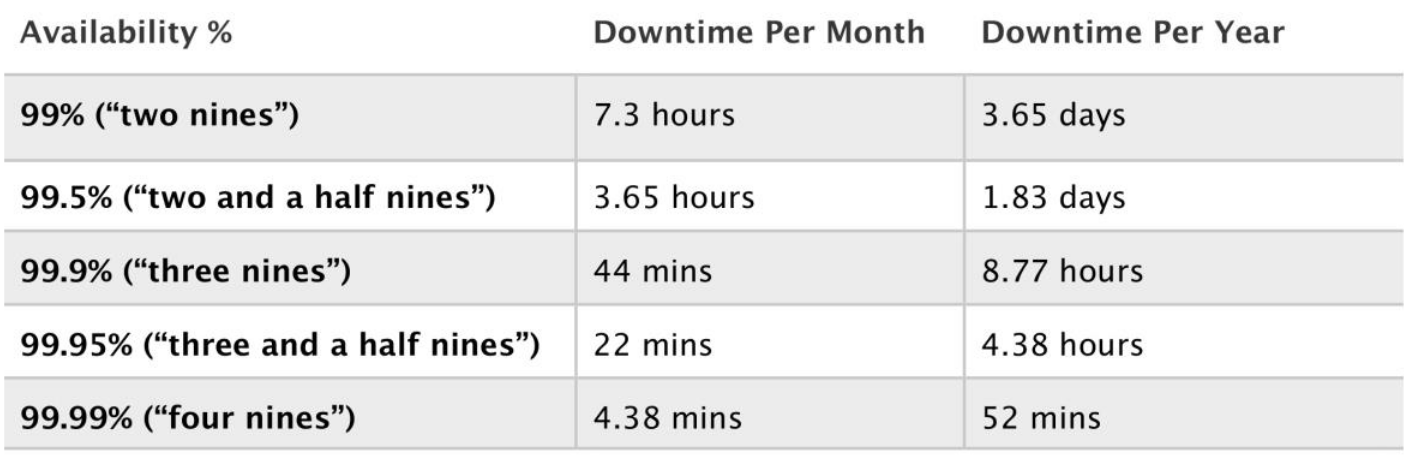 Availability % Downtime Per Month Downtime Per Year
99% (“two nines”) 7.3 hours 3.65 days
99.5% (“two and a half nines”) 3.65 hours 1.83 days
99.9% (“three nines”) 44 mins 8.77 hours
99.95% (“three and a half nines”) 22 mins 4.38 hours
99.99% (“four nines”) 4.38 mins 52 mins